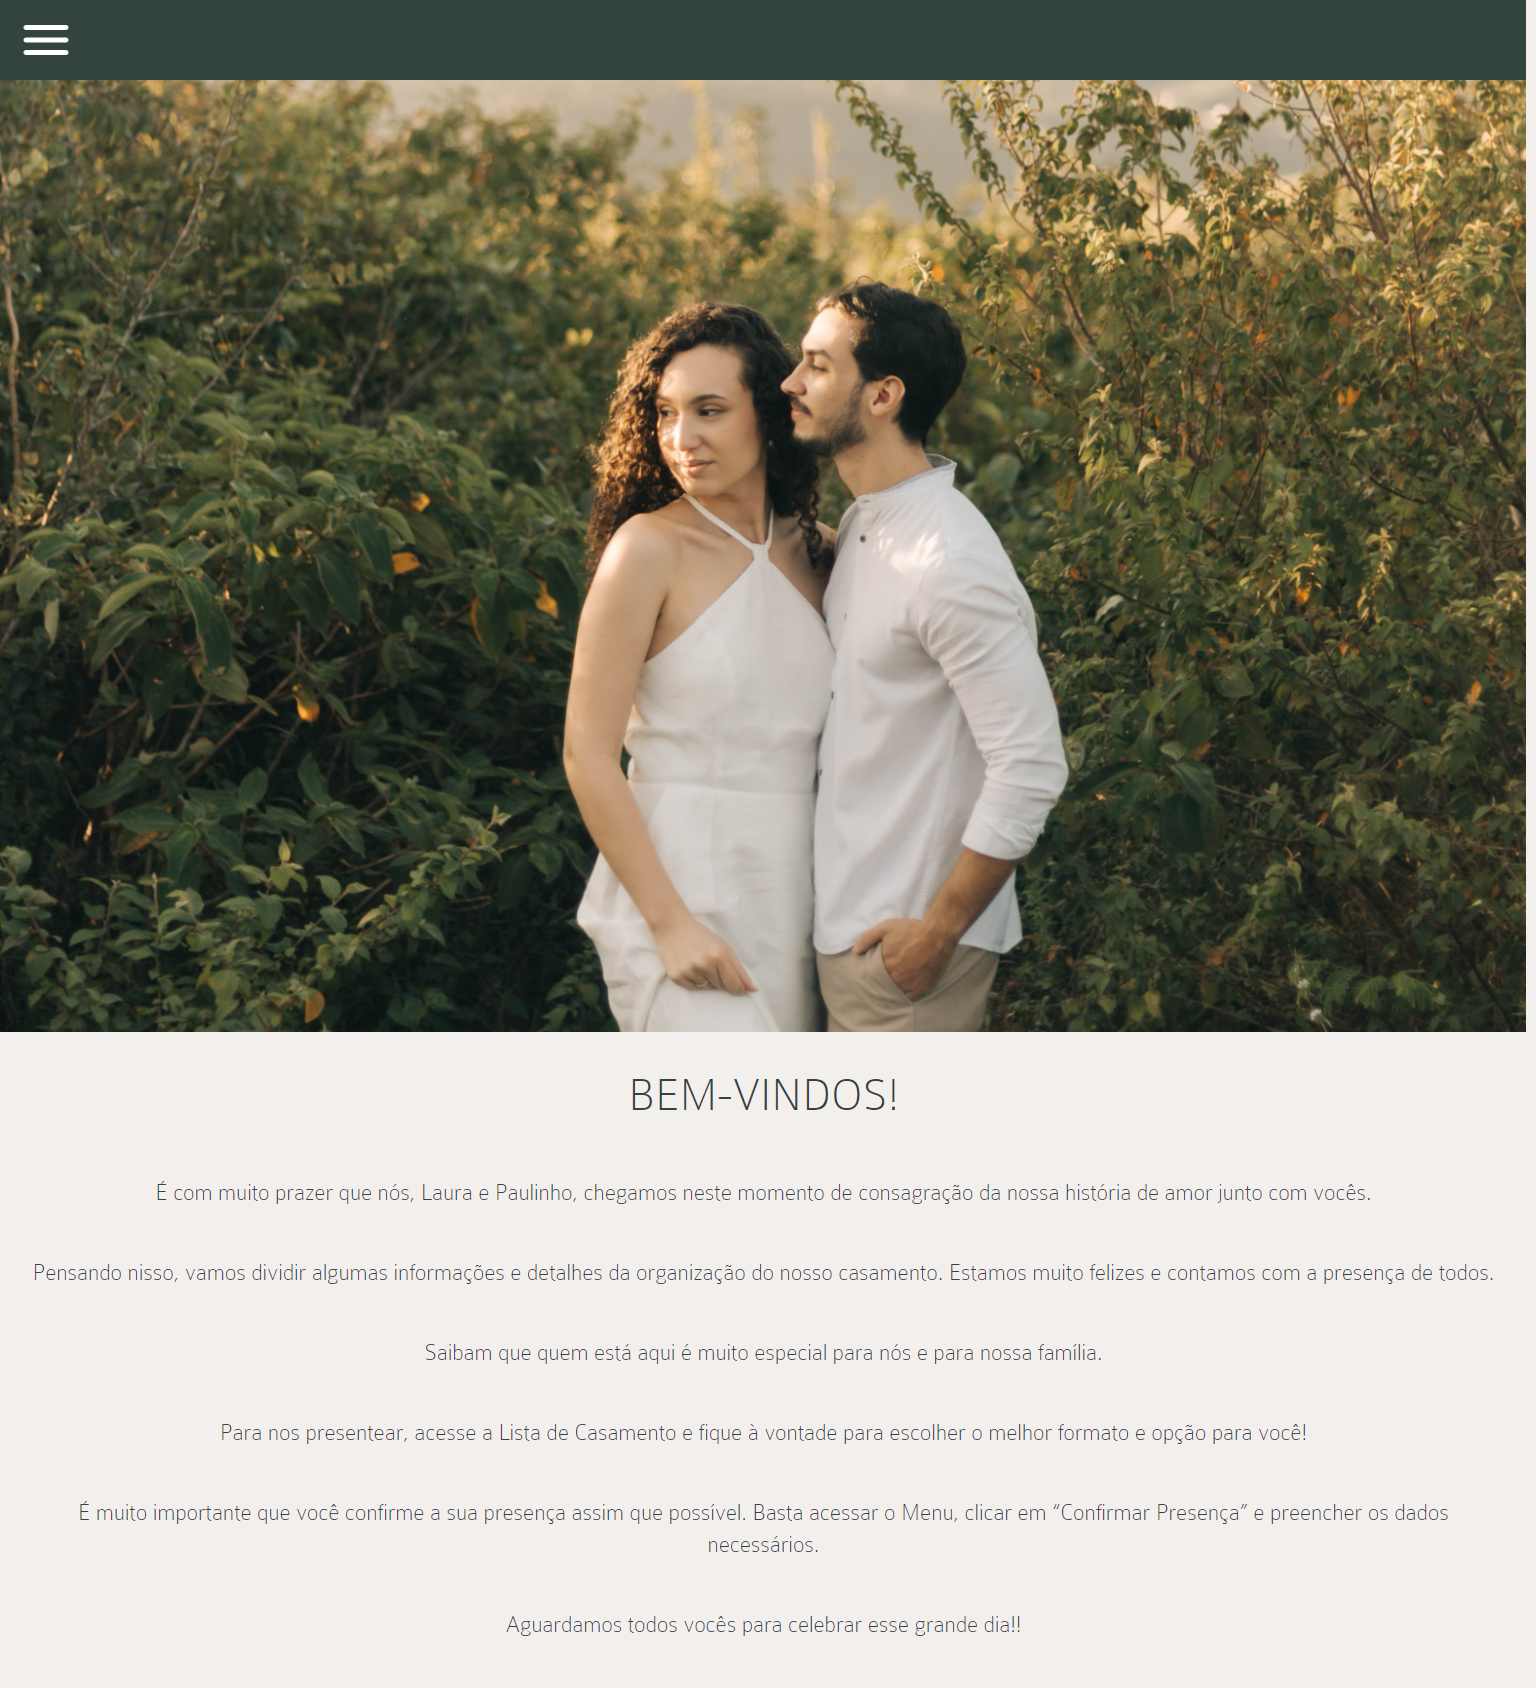 BEM-VINDOS!
É com muito prazer que nós, Laura e Paulinho, chegamos neste momento de consagração da nossa história de amor junto com vocês.
Pensando nisso, vamos dividir algumas informações e detalhes da organização do nosso casamento. Estamos muito felizes e contamos com a presença de todos.
Saibam que quem está aqui é muito especial para nós e para nossa família.
Para nos presentear, acesse a Lista de Casamento e fique à vontade para escolher o melhor formato e opção para você!
É muito importante que você confirme a sua presença assim que possível. Basta acessar o Menu, clicar em “Confirmar Presença” e preencher os dados
necessários.
Aguardamos todos vocês para celebrar esse grande dia!!